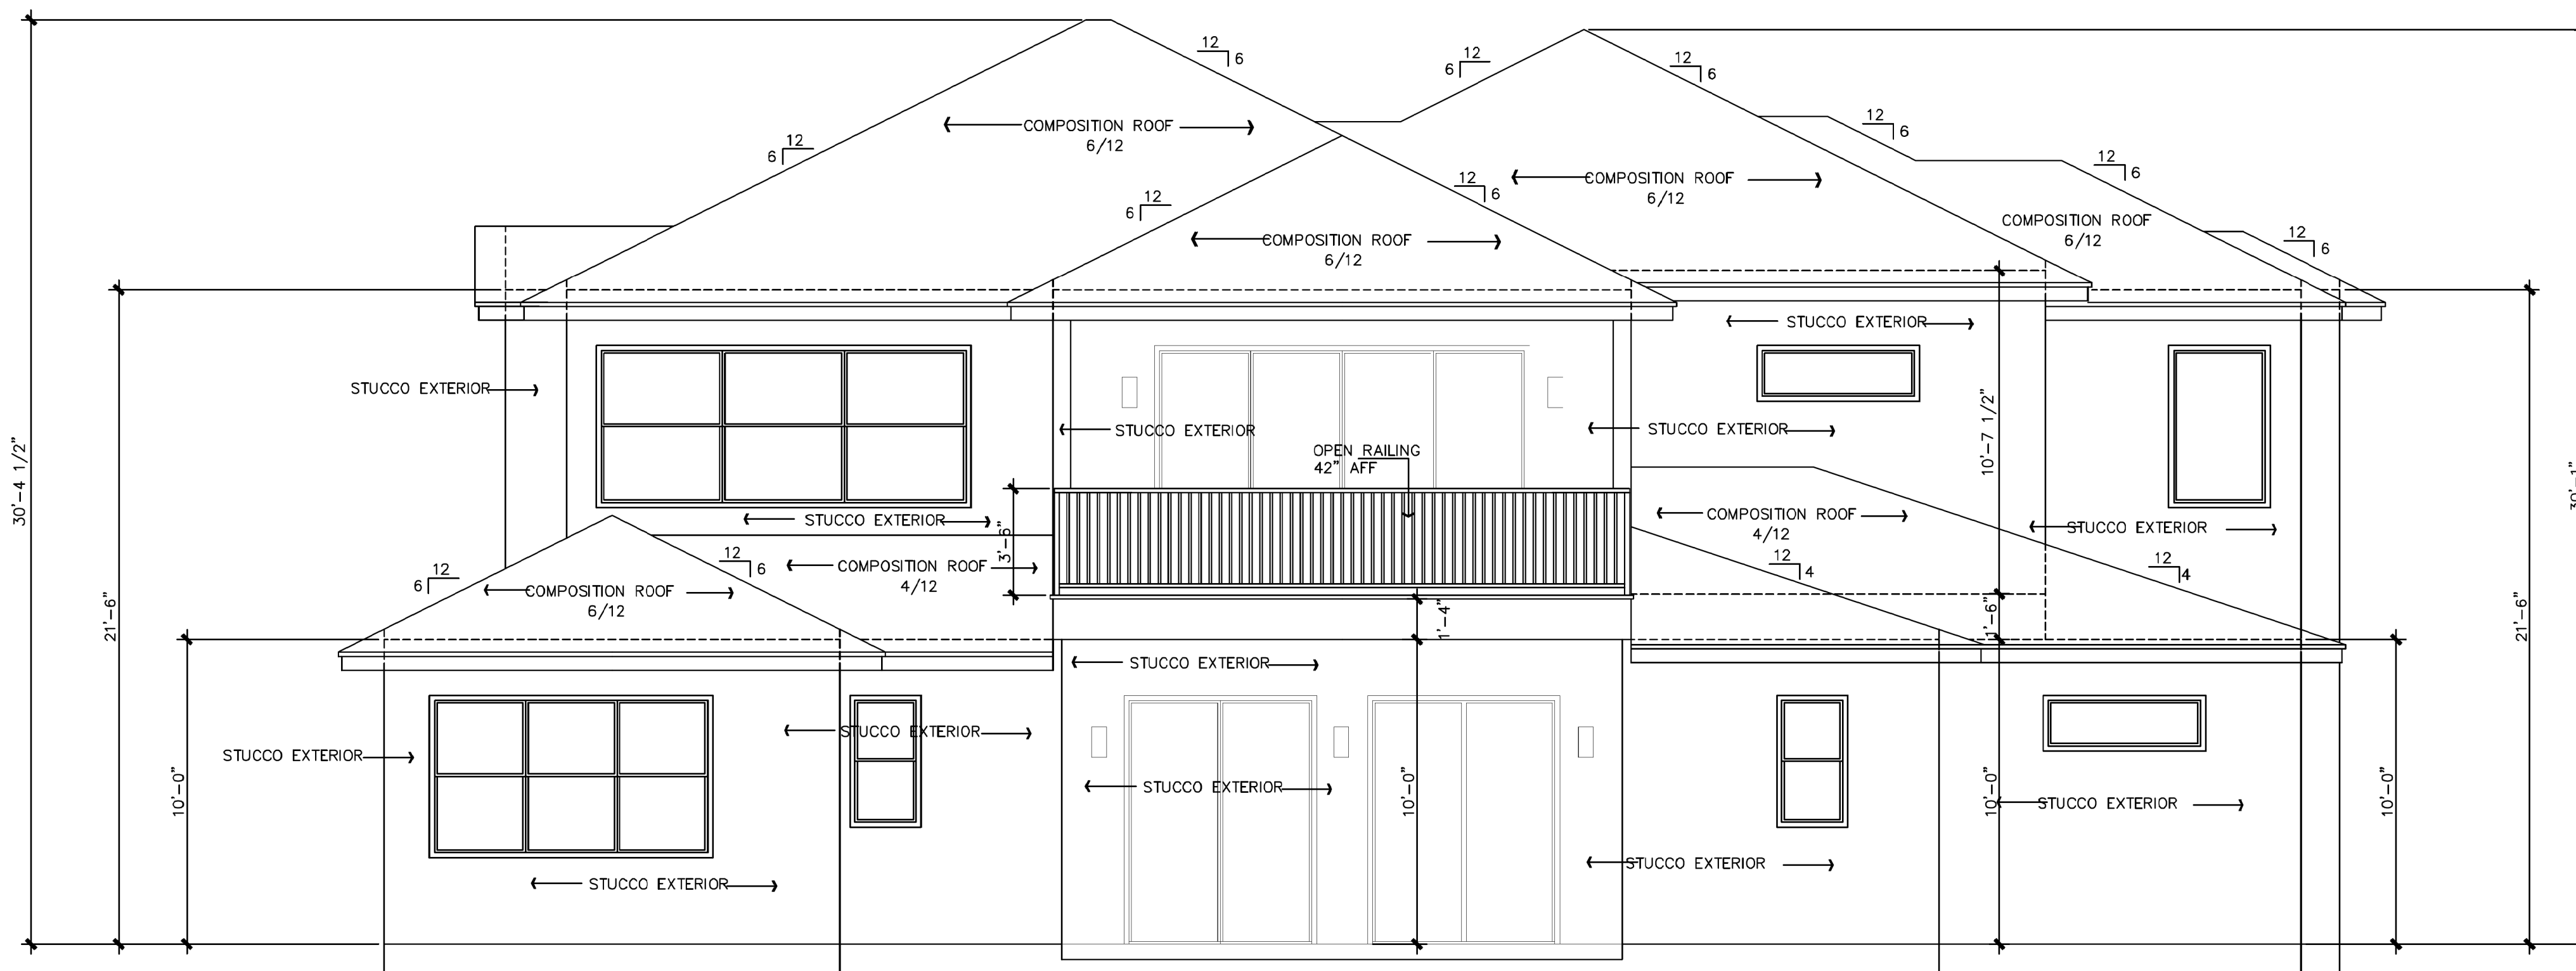 12
6
12
6
12
6
12
6
COMPOSITION ROOF
6/12
12
6
12
6
COMPOSITION ROOF
6/12
12
6
12
6
COMPOSITION ROOF
6/12
COMPOSITION ROOF
6/12
12
6
STUCCO EXTERIOR
STUCCO EXTERIOR
STUCCO EXTERIOR
STUCCO EXTERIOR
10'-7 1/2"
30'-4 1/2"
OPEN RAILING
42" AFF
30'-1"
COMPOSITION ROOF
4/12
STUCCO EXTERIOR
STUCCO EXTERIOR
3'-6"
12
6
12
4
12
4
12
6
COMPOSITION ROOF
4/12
COMPOSITION ROOF
6/12
21'-6"
1'-4"
1'-6"
21'-6"
STUCCO EXTERIOR
STUCCO EXTERIOR
STUCCO EXTERIOR
10'-0"
STUCCO EXTERIOR
10'-0"
10'-0"
10'-0"
STUCCO EXTERIOR
STUCCO EXTERIOR
STUCCO EXTERIOR